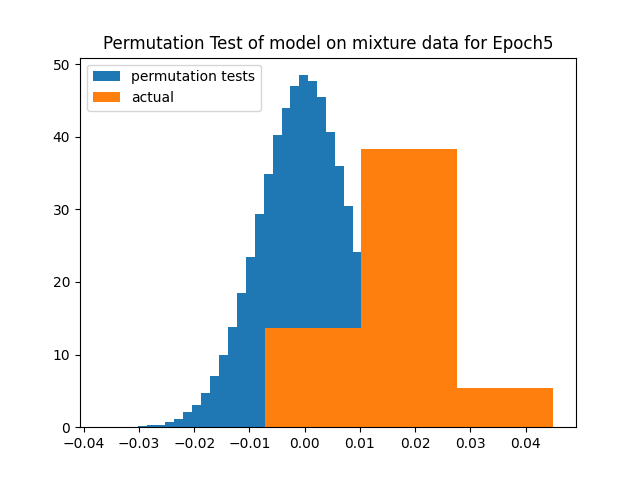 Permutation Test of model on mixture data for Epoch5
permutation tests
actual
50
40
30
20
10
0
−0.04 −0.03 −0.02 −0.01 0.00 0.01 0.02 0.03 0.04